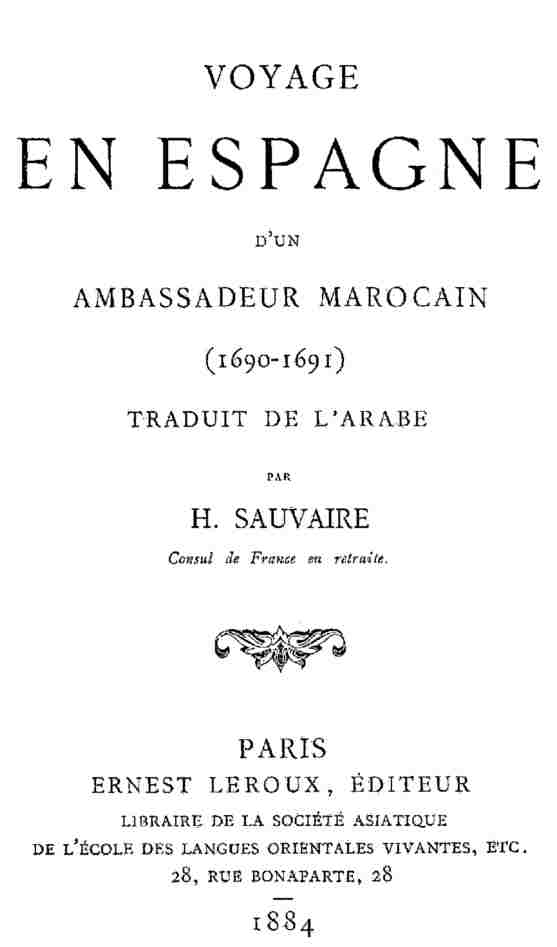 VOYAGE
EN ESPAGNE
D'UN
AMBASSADEUR MAROCAIN
(1690-1691)
TRADUIT DE L'ARABE
PAR
H. SAUVAIRE
Consul de France en retraite.
PARIS
ERNEST LEROUX, ÉDITEUR
LIBRAIRE DE LA SOCIÉTÉ ASIATIQUE
DE L'ÉCOLE DES LANGUES ORIENTALES VIVANTES, ETC.
28, RUE BONAPARTE, 28
1884